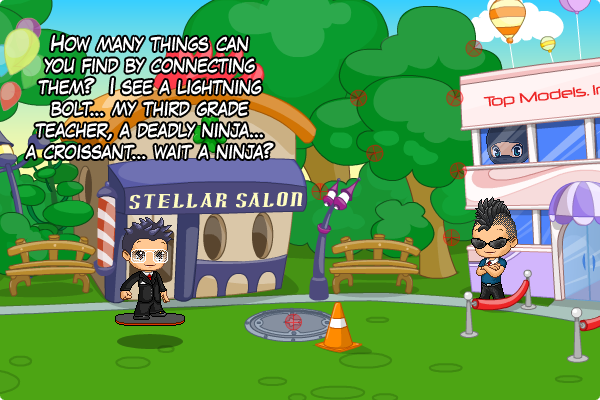 HOW MANY THINGS CAN
YOU FIND BY CONNECTING
THEM? I SEE A LIGHTNING
BOLT... MY THIRD GRADE
TEACHER, A DEADLY NINJA...
A CROISSANT... WAIT A NINJA?
Top Models, In
STELLAR SALON